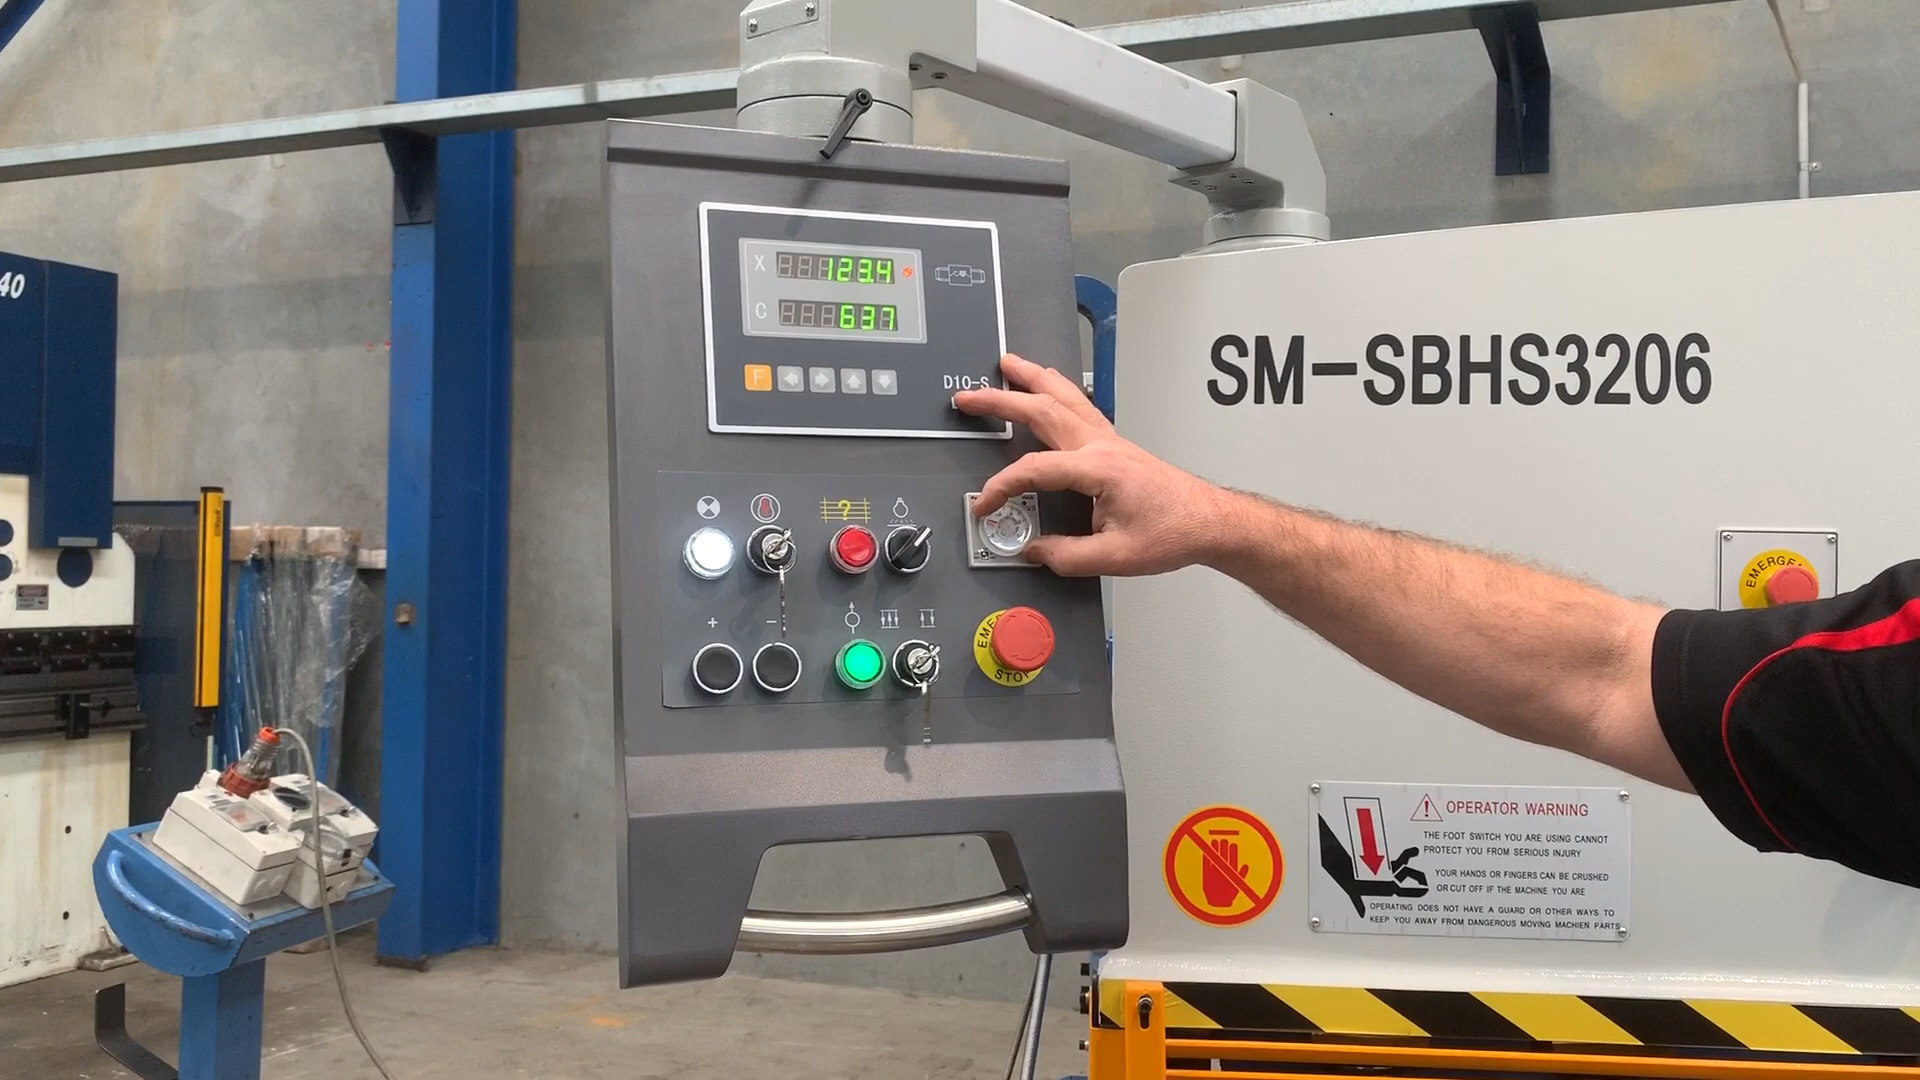 40
X 123.4
C 637
F
D10-S
SM-SBHS3206
?
+ -
EMERGE
STO
OPERATOR WARNING
THE FOOT SWITCH YOU ARE USING CANNOT
PROTECT YOU FROM SERIOUS INJURY
YOUR HANDS OR FINGERS CAN BE CRUSHED
OR CUT OFF IF THE MACHINE YOU ARE
OPERATING DOES NOT HAVE A GUARD OR OTHER WAYS TO
KEEP YOU AWAY FROM DANGEROUS MOVING MACHIEN PARTS